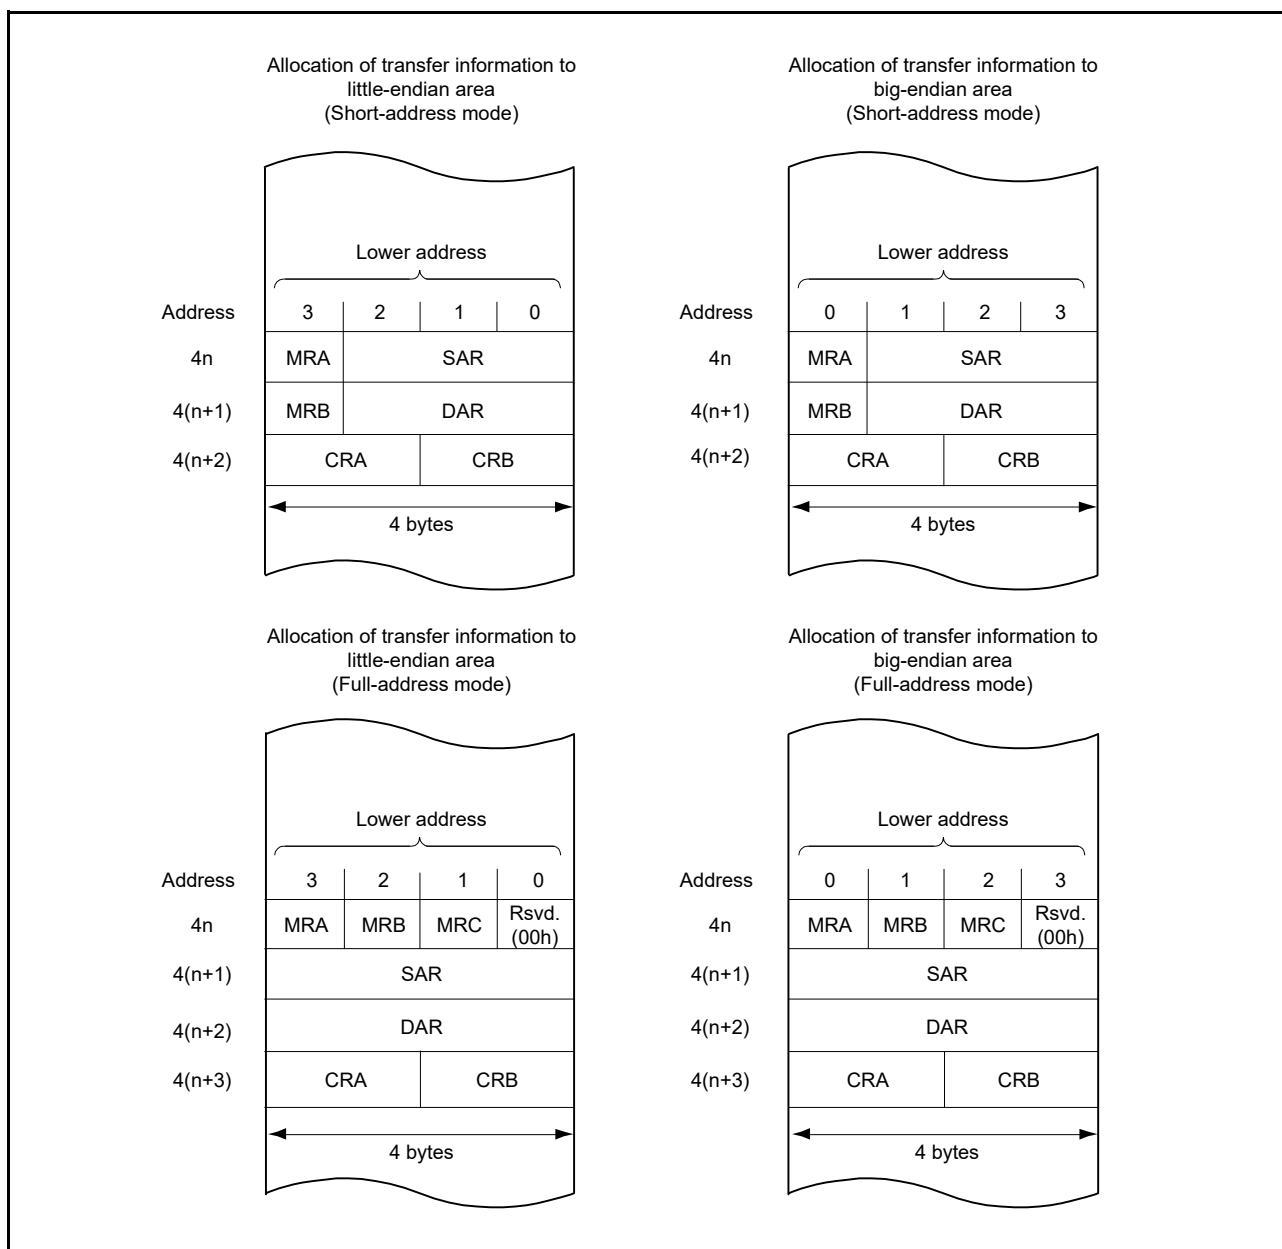 Allocation of transfer information to
little-endian area
(Short-address mode)
Lower address
Address 3 2 1 0
4n MRA SAR
4(n+1) MRB DAR
4(n+2) CRA CRB
4 bytes
Allocation of transfer information to
big-endian area
(Short-address mode)
Lower address
Address 0 1 2 3
4n MRA SAR
4(n+1) MRB DAR
4(n+2) CRA CRB
4 bytes
Allocation of transfer information to
little-endian area
(Full-address mode)
Lower address
Address 3 2 1 0
4n MRA MRB MRC Rsvd.
(00h)
4(n+1) SAR
4(n+2) DAR
4(n+3) CRA CRB
4 bytes
Allocation of transfer information to
big-endian area
(Full-address mode)
Lower address
Address 0 1 2 3
4n MRA MRB MRC Rsvd.
(00h)
4(n+1) SAR
4(n+2) DAR
4(n+3) CRA CRB
4 bytes